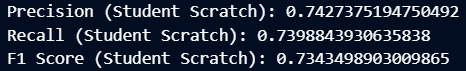 Precision (Student Scratch): 0.7427375194750492
Recall (Student Scratch): 0.7398843930635838
F1 Score (Student Scratch): 0.7343498903009865